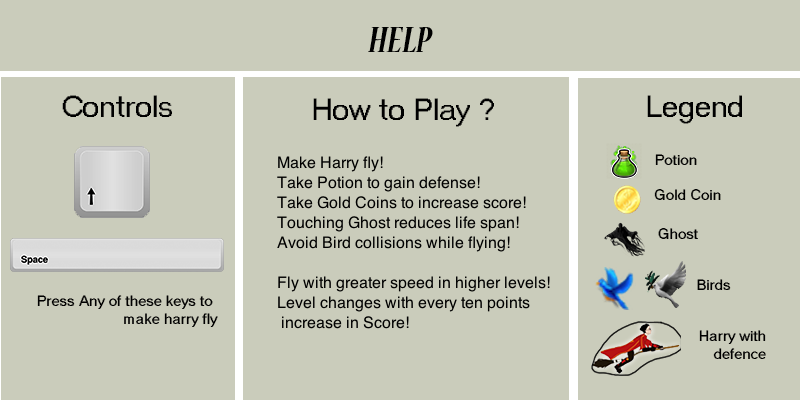 HELP
Controls
Space
Press Any of these keys to
make harry fly
How to Play ?
Make Harry fly!
Take Potion to gain defense!
Take Gold Coins to increase score!
Touching Ghost reduces life span!
Avoid Bird collisions while flying!
Fly with greater speed in higher levels!
Level changes with every ten points
increase in Score!
Legend
Potion
Gold Coin
Ghost
Birds
Harry with
defence